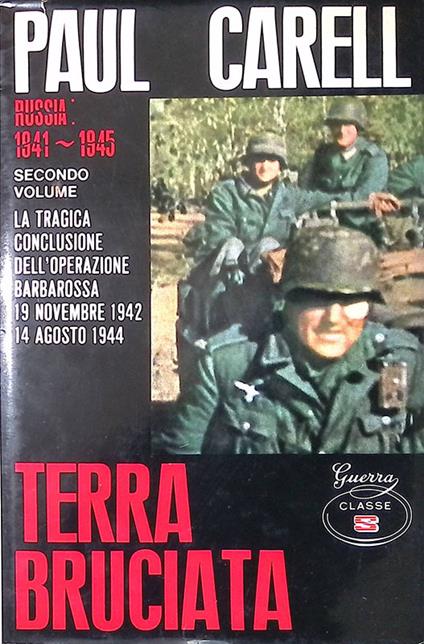 PAUL CARELL
RUSSIA:
1941 ~ 1945
SECONDO
VOLUME
LA TRAGICA
CONCLUSIONE
DELL'OPERAZIONE
BARBAROSSA
19 NOVEMBRE 1942
14 AGOSTO 1944
TERRA
BRUCIATA
Guerra
CLASSE
S